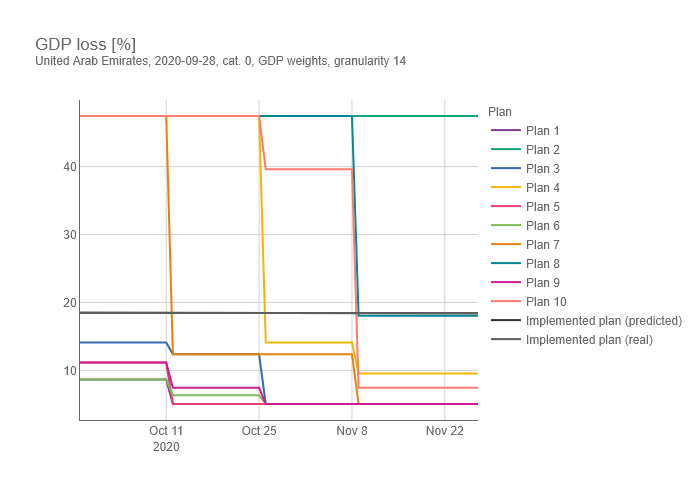 GDP loss [%]
United Arab Emirates, 2020-09-28, cat. 0, GDP weights, granularity 14
Plan
Plan 1
Plan 2
Plan 3
Plan 4
Plan 5
Plan 6
Plan 7
Plan 8
Plan 9
Plan 10
Implemented plan (predicted)
Implemented plan (real)
40
30
20
10
Oct 11
2020
Oct 25
Nov 8
Nov 22